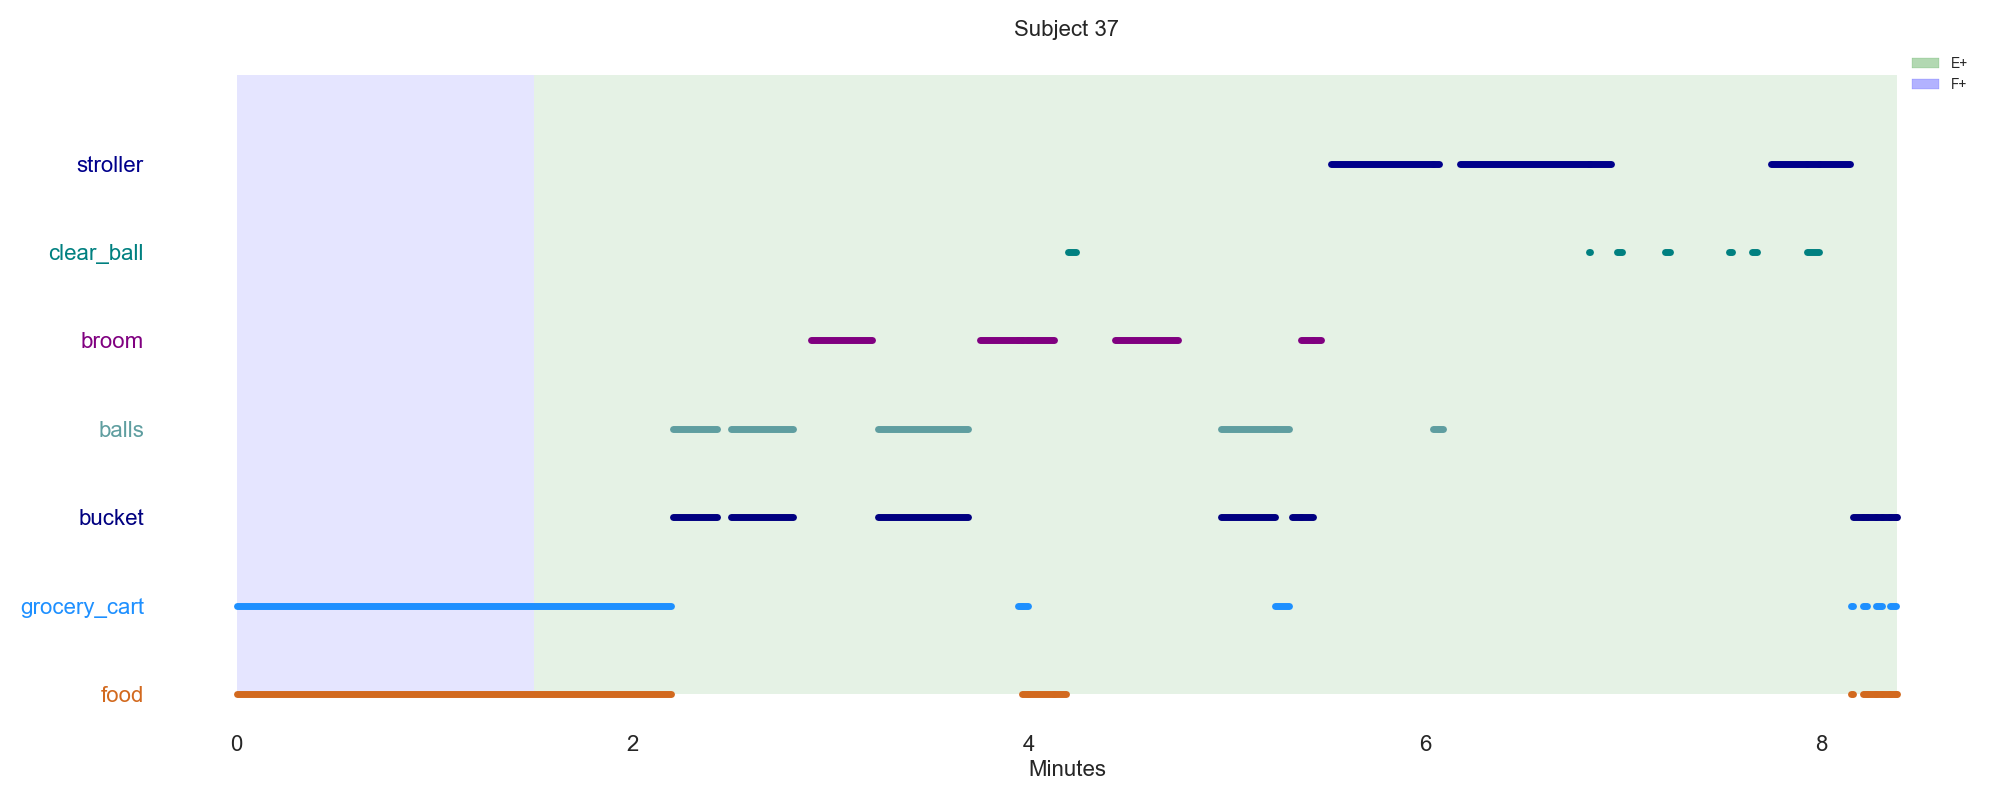 Subject 37
E+
F+
stroller
clear_ball
broom
balls
bucket
grocery_cart
food
0 2 4 6 8
Minutes